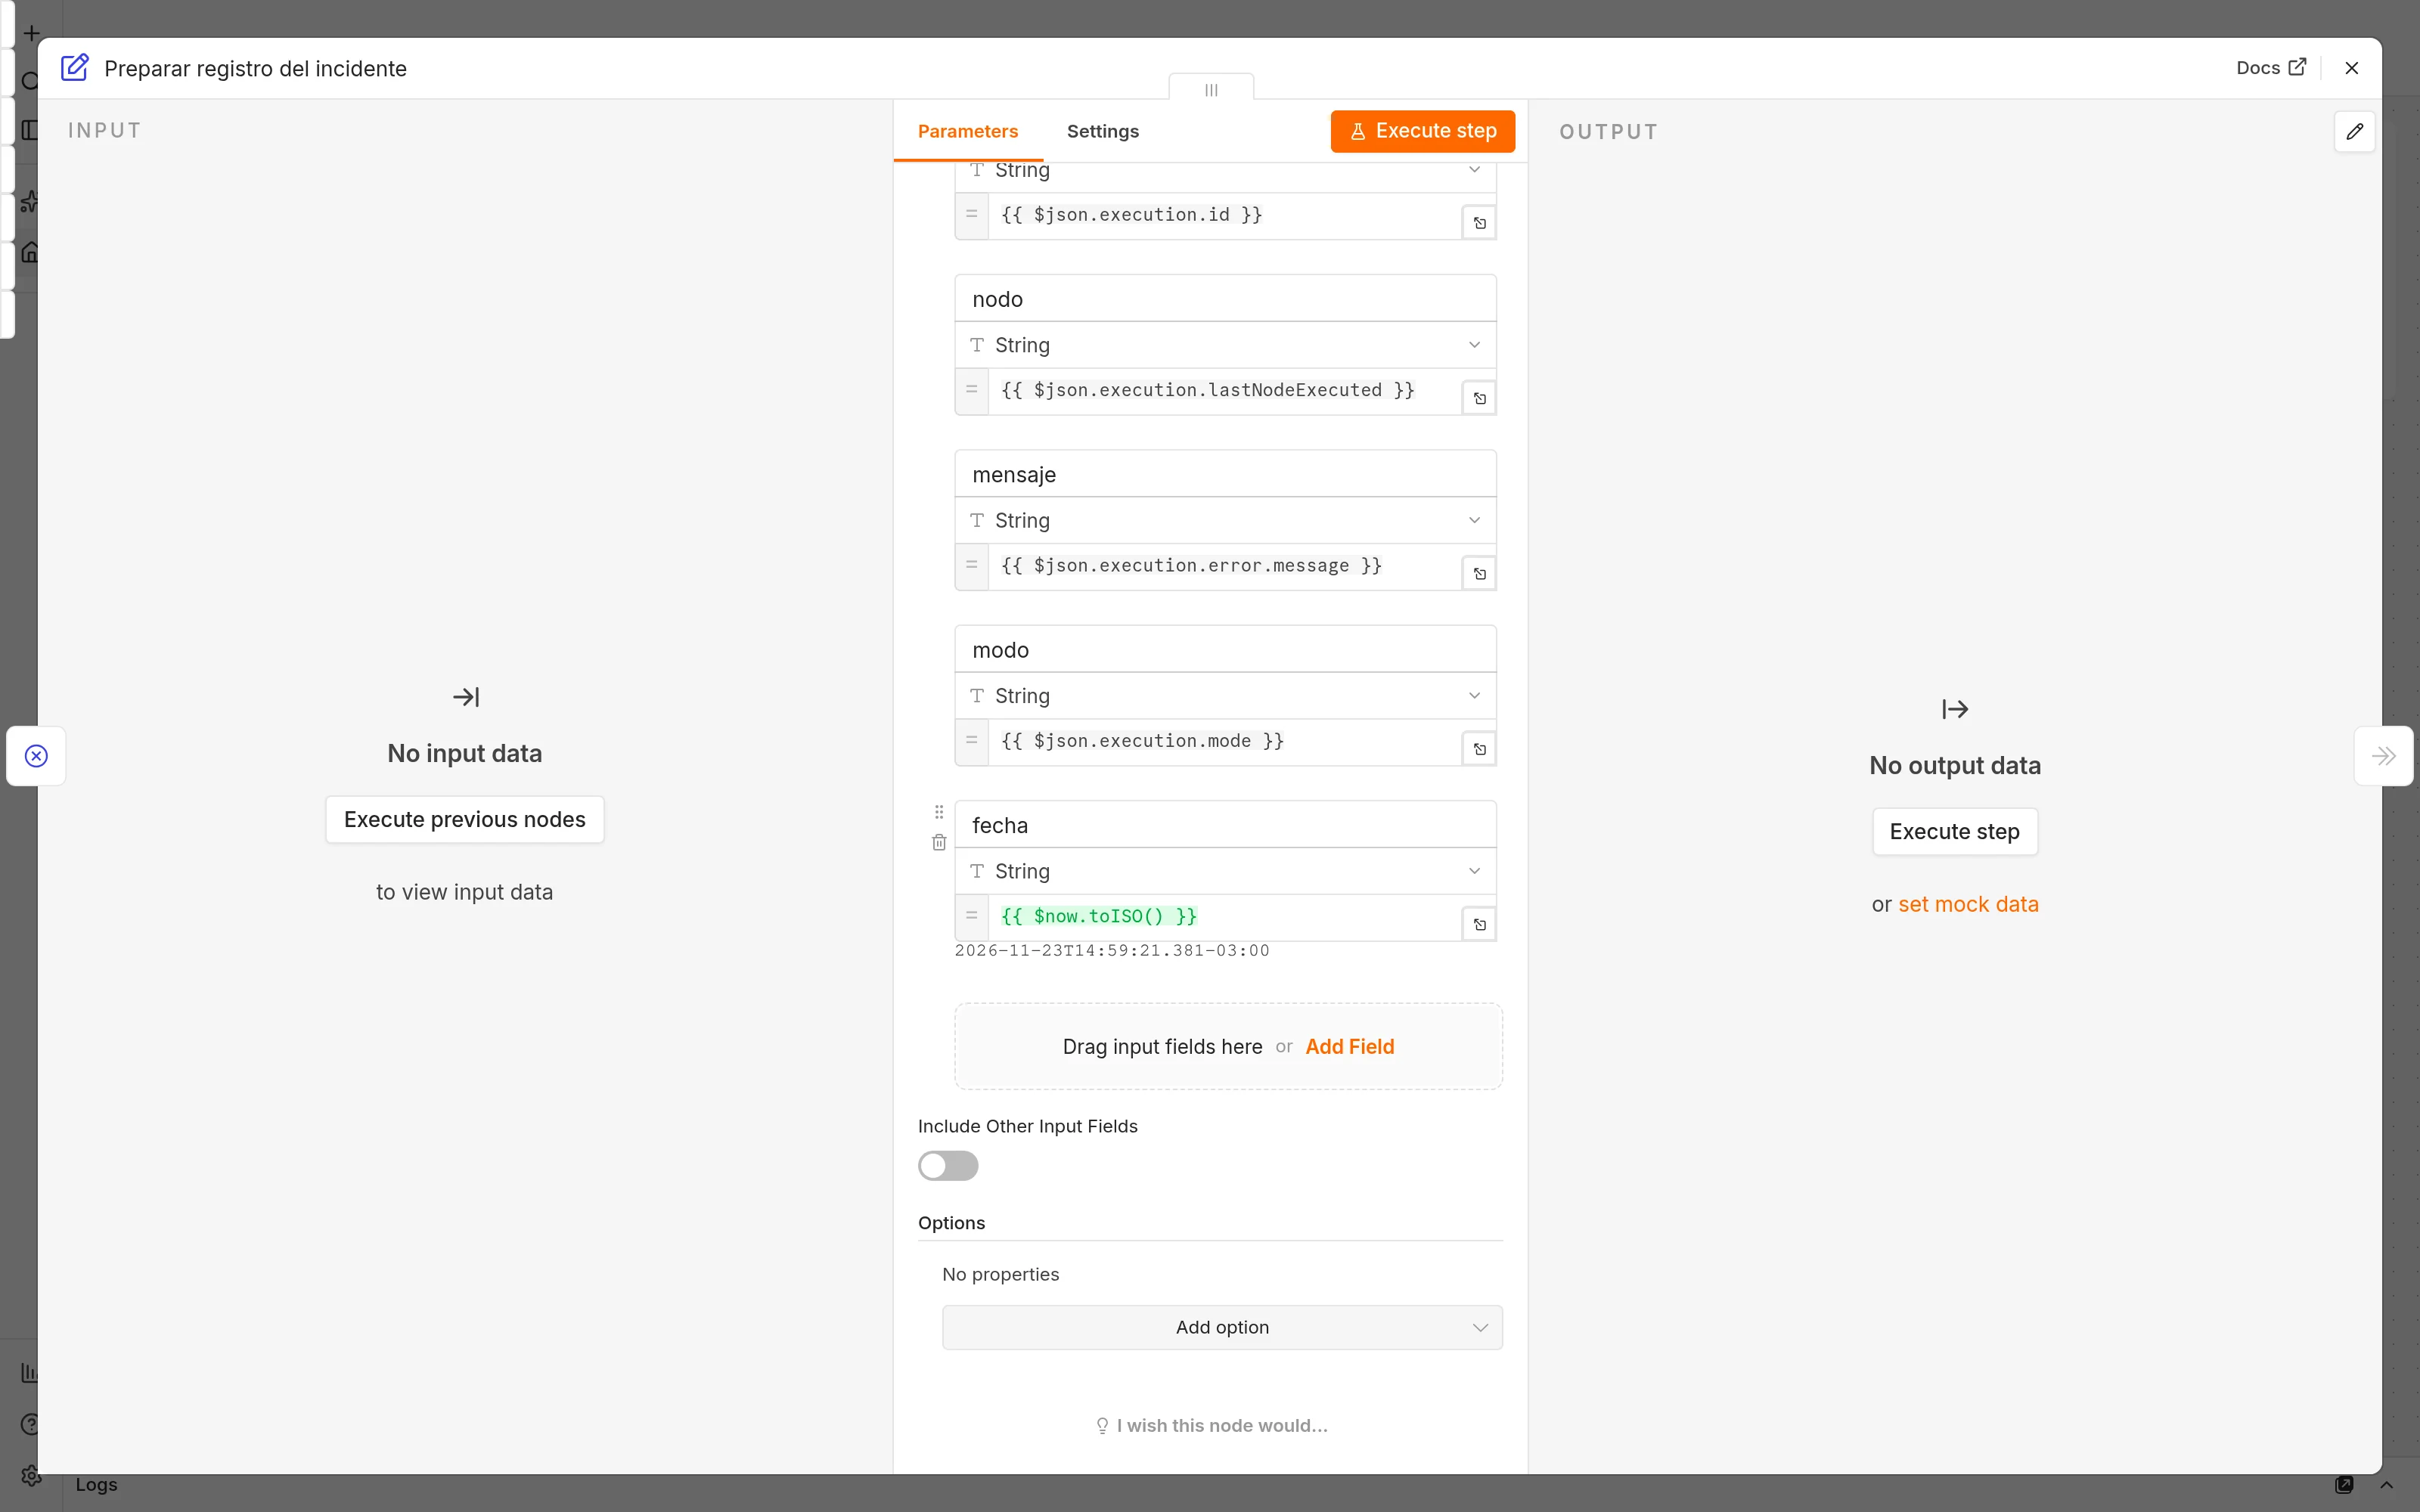 Preparar registro del incidente
Docs
INPUT
Parameters
Settings
Execute step
OUTPUT
String
= {{ $json.execution.id }}
nodo
String
= {{ $json.execution.lastNodeExecuted }}
mensaje
String
= {{ $json.execution.error.message }}
modo
String
= {{ $json.execution.mode }}
fecha
String
= {{ $now.toISO() }}
2026-11-23T14:59:21.381-03:00
Drag input fields here or Add Field
Include Other Input Fields
Options
No properties
Add option
I wish this node would...
No input data
Execute previous nodes
to view input data
No output data
Execute step
or set mock data
Logs